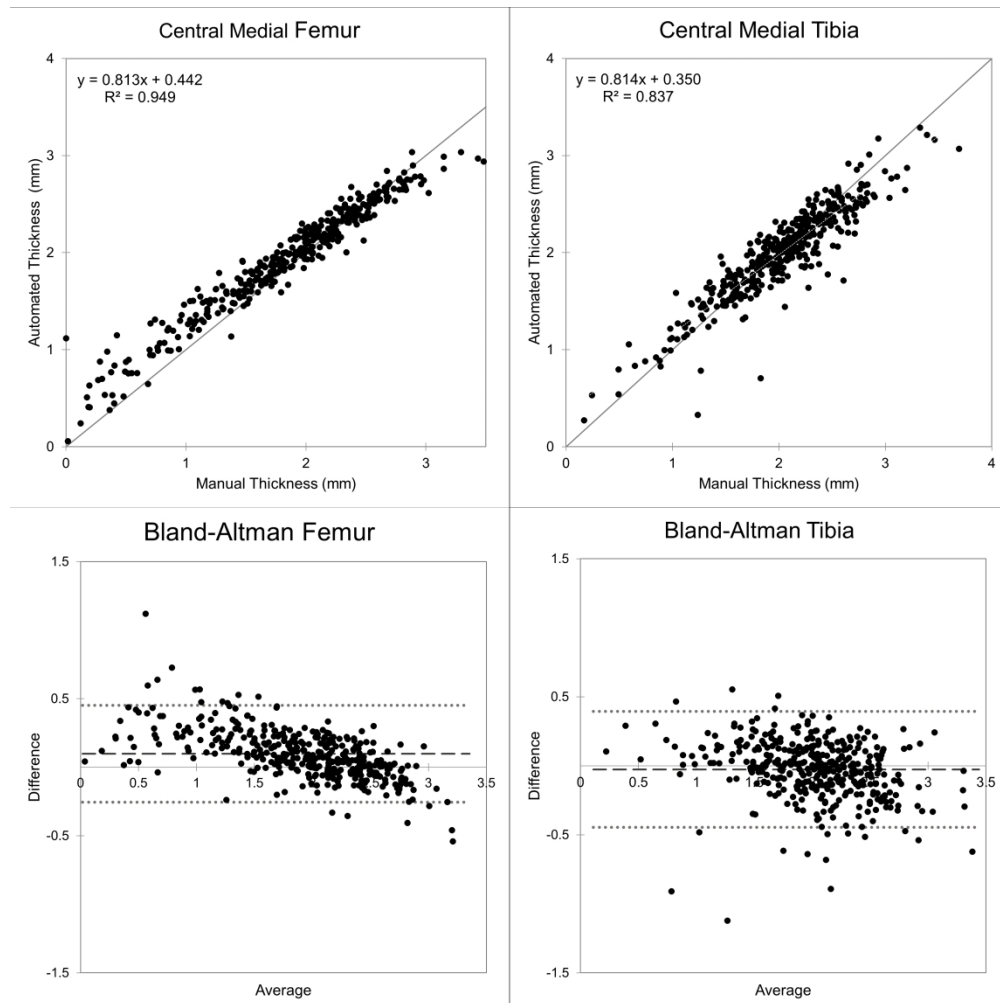 Central Medial Femur
y = 0.813x + 0.442
R² = 0.949
Automated Thickness (mm)
4
3
2
1
0
0 1 2 3
Manual Thickness (mm)
Central Medial Tibia
y = 0.814x + 0.350
R² = 0.837
Automated Thickness (mm)
4
3
2
1
0
0 1 2 3 4
Manual Thickness (mm)
Bland-Altman Femur
Difference
1.5
0.5
-0.5
-1.5
0 0.5 1 1.5 2 2.5 3 3.5
Average
Bland-Altman Tibia
Difference
1.5
0.5
-0.5
-1.5
0 0.5 1 1.5 2 2.5 3 3.5
Average